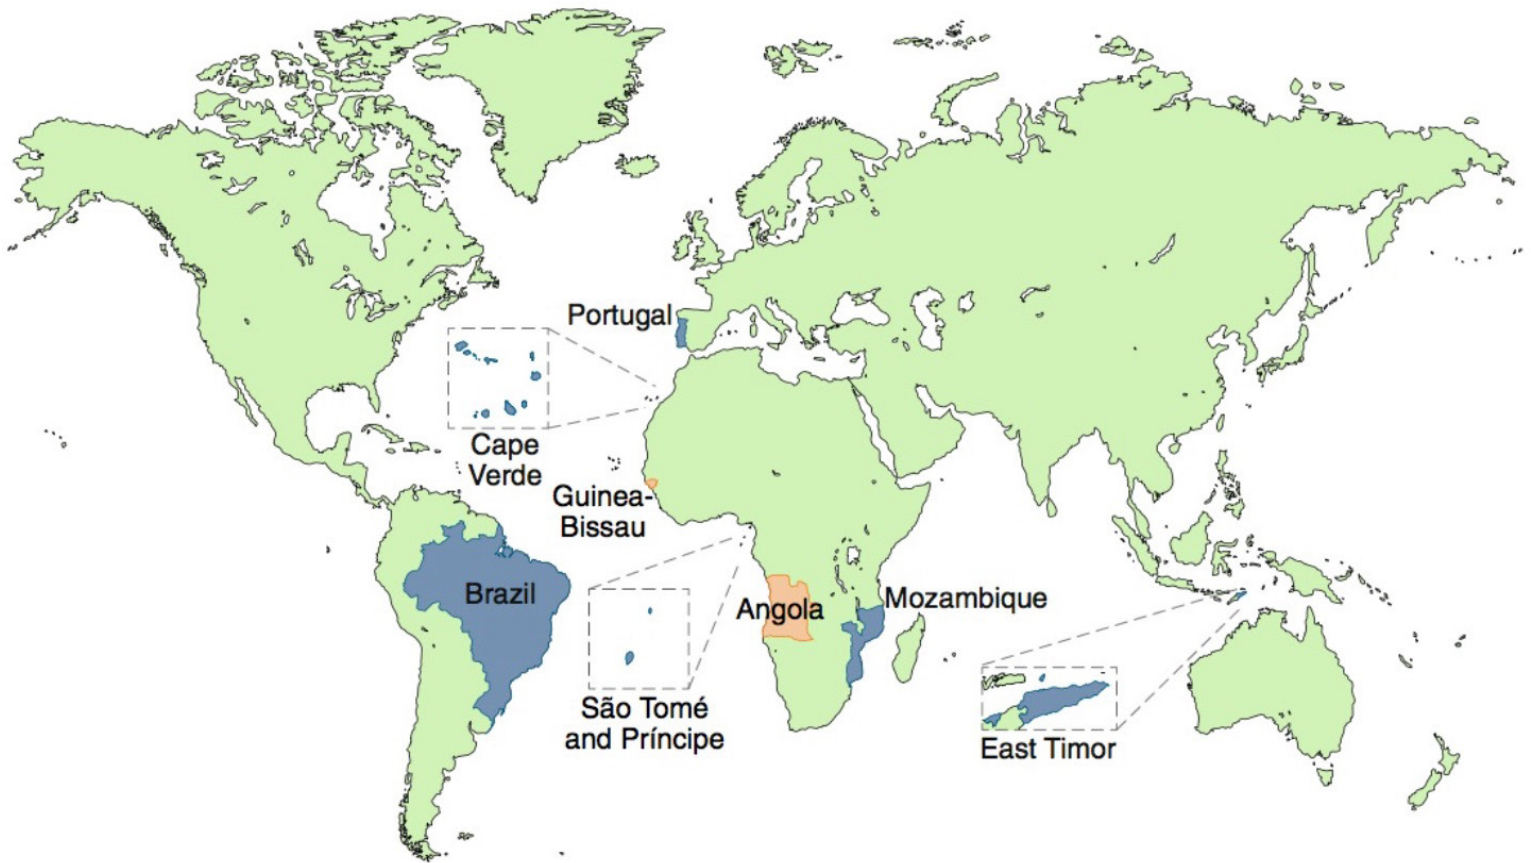 Portugal
Cape
Verde
Guinea-
Bissau
Brazil
Angola
Mozambique
São Tomé
and Príncipe
East Timor